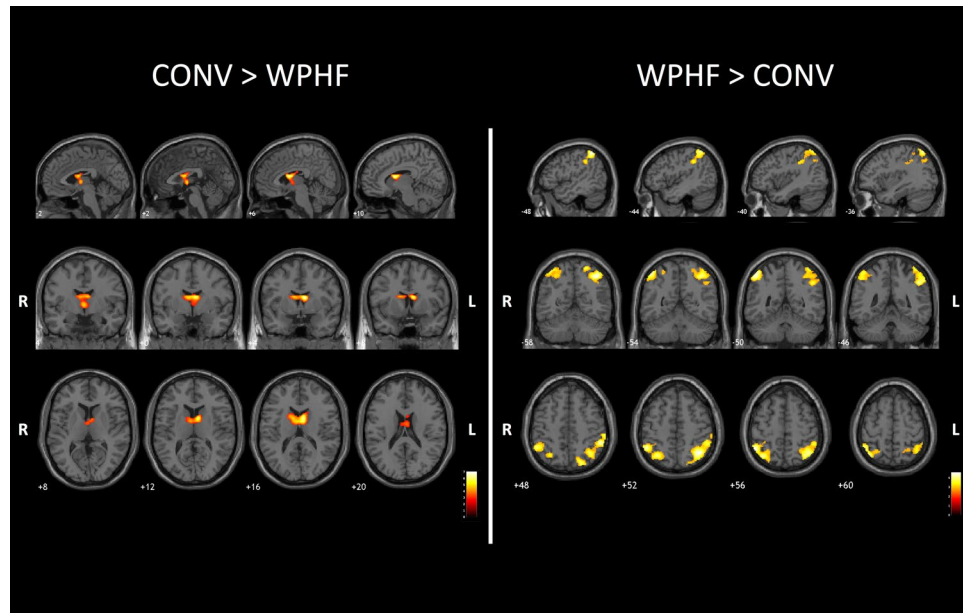 CONV > WPHF
WPHF > CONV
-2
+2
+6
+10
-48
-44
-40
-36
R
L
R
-58
-54
-50
-46
L
R
L
+8
+12
+16
+20
R
L
+48
+52
+56
+60